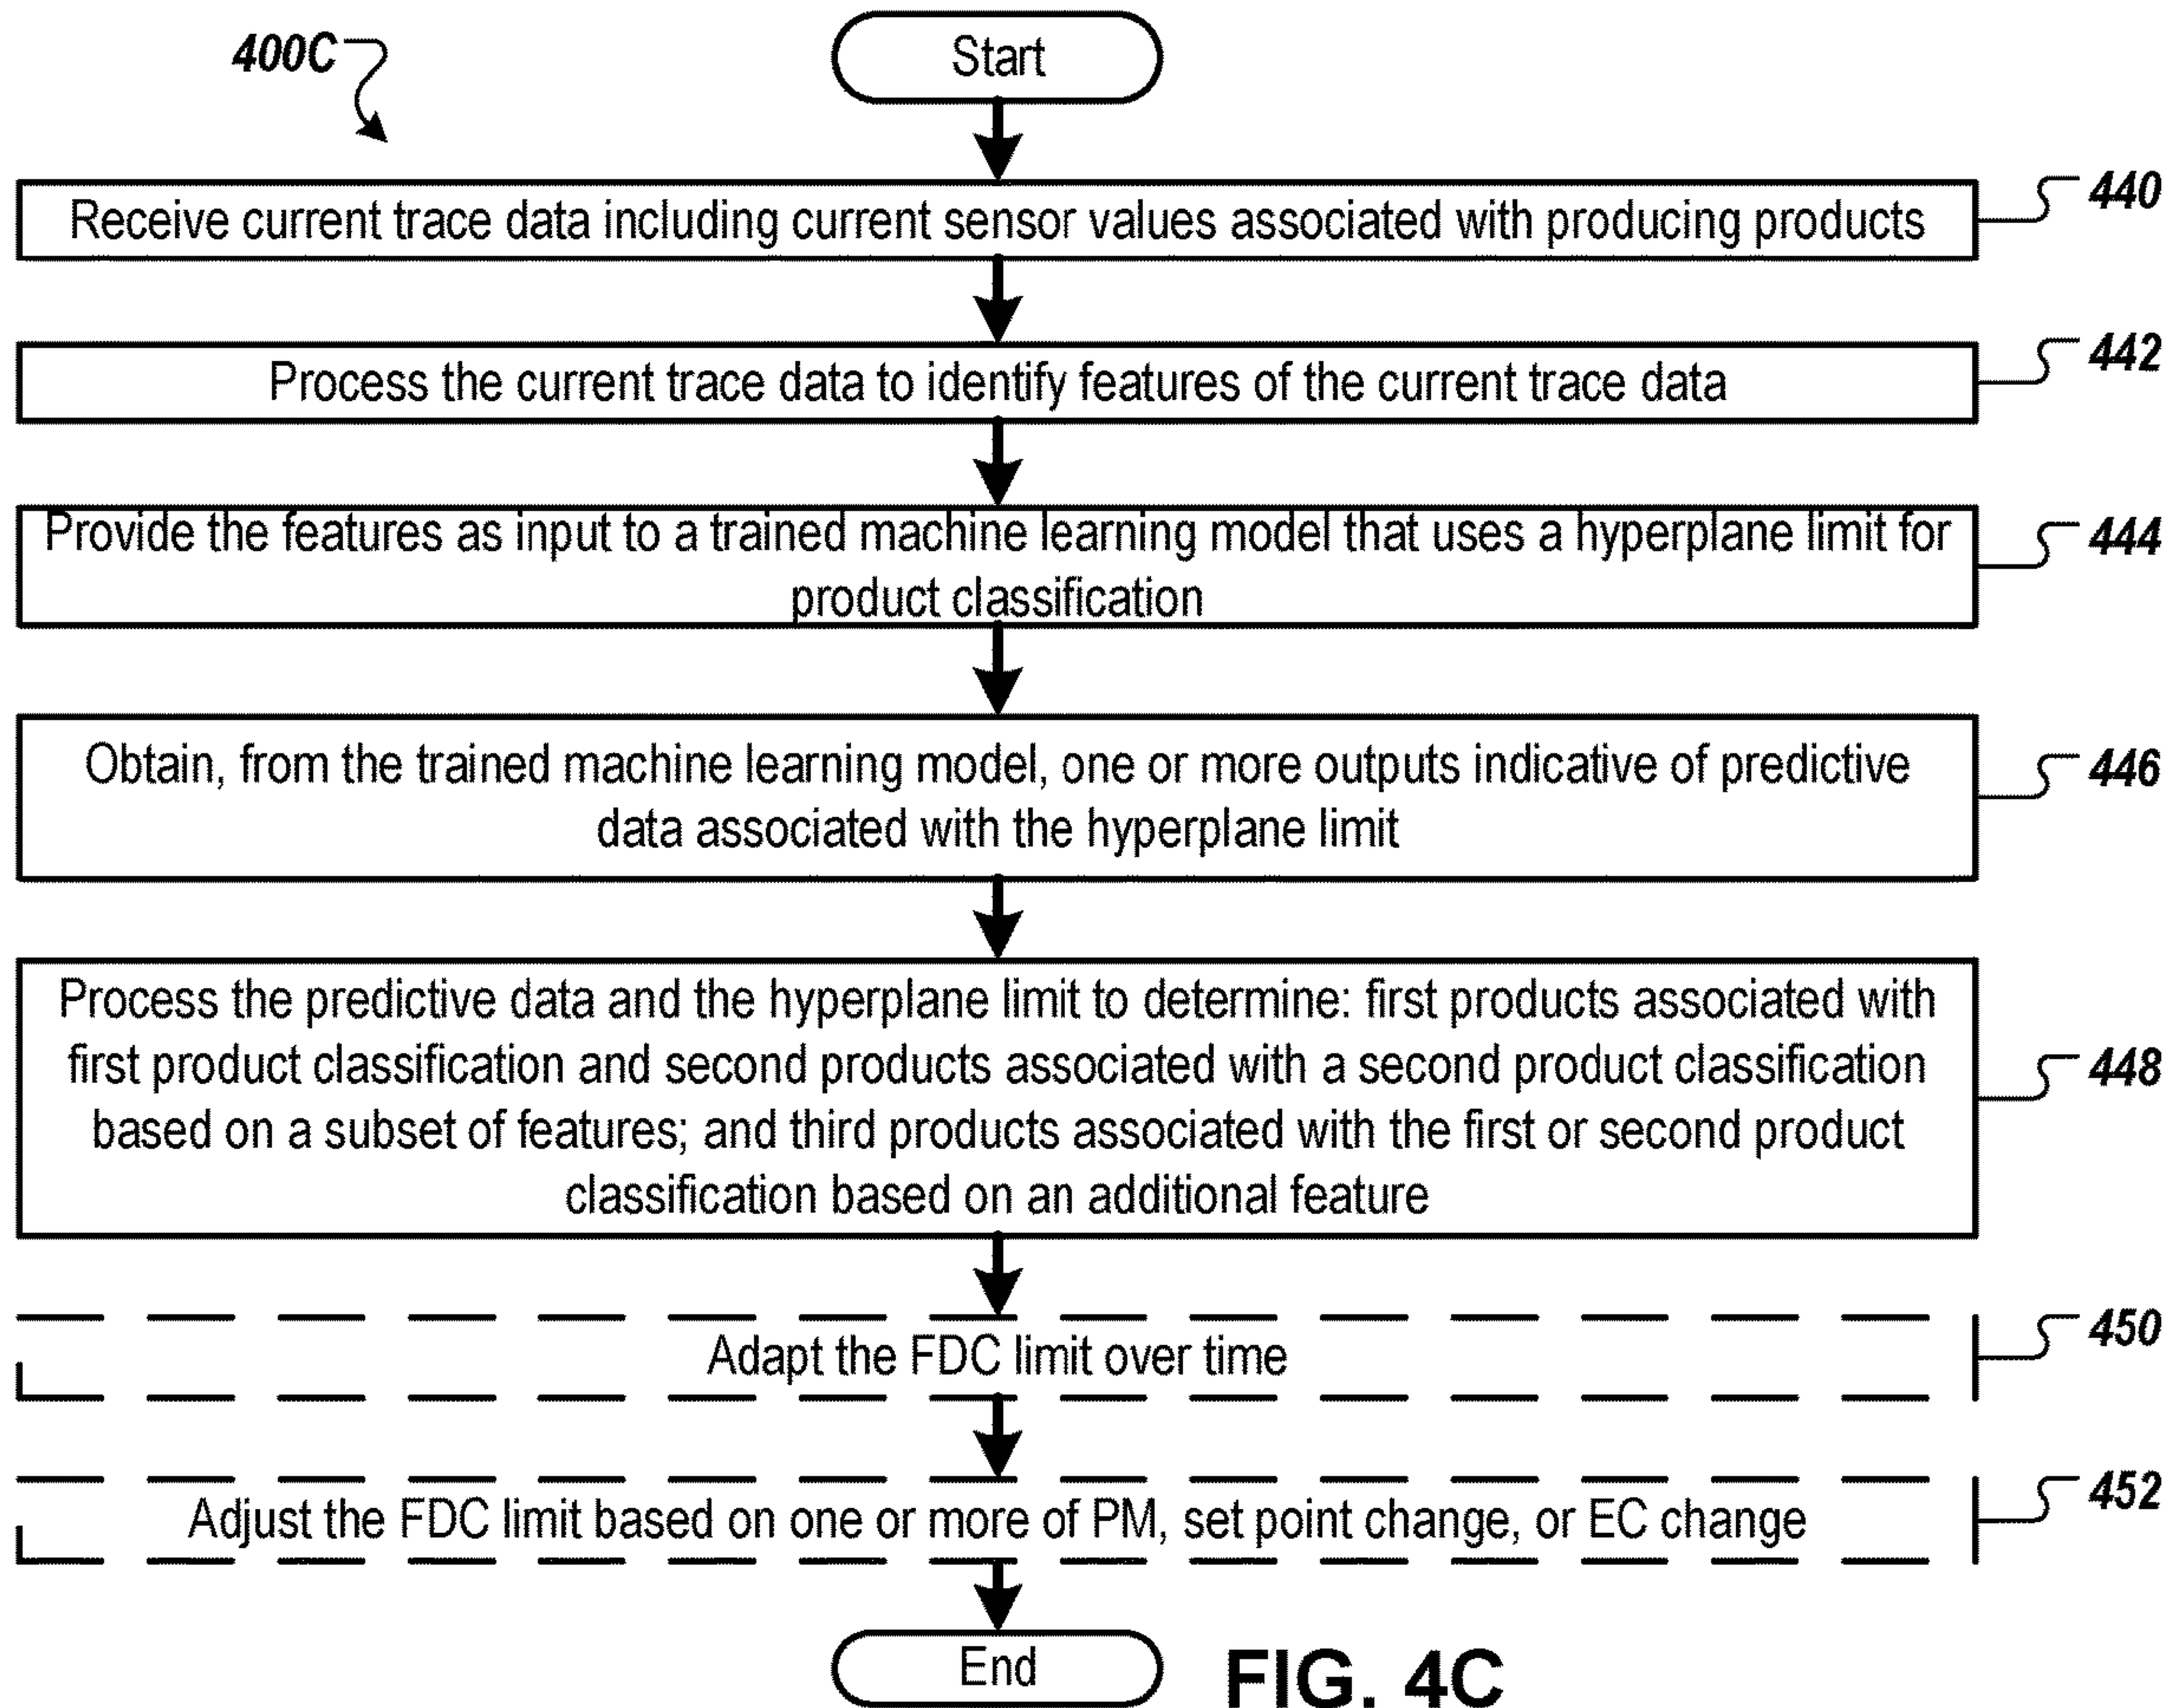 400C
Start
Receive current trace data including current sensor values associated with producing products
440
Process the current trace data to identify features of the current trace data
442
Provide the features as input to a trained machine learning model that uses a hyperplane limit for
product classification
444
Obtain, from the trained machine learning model, one or more outputs indicative of predictive
data associated with the hyperplane limit
446
Process the predictive data and the hyperplane limit to determine: first products associated with
first product classification and second products associated with a second product classification
based on a subset of features; and third products associated with the first or second product
classification based on an additional feature
448
Adapt the FDC limit over time
450
Adjust the FDC limit based on one or more of PM, set point change, or EC change
452
End
FIG. 4C